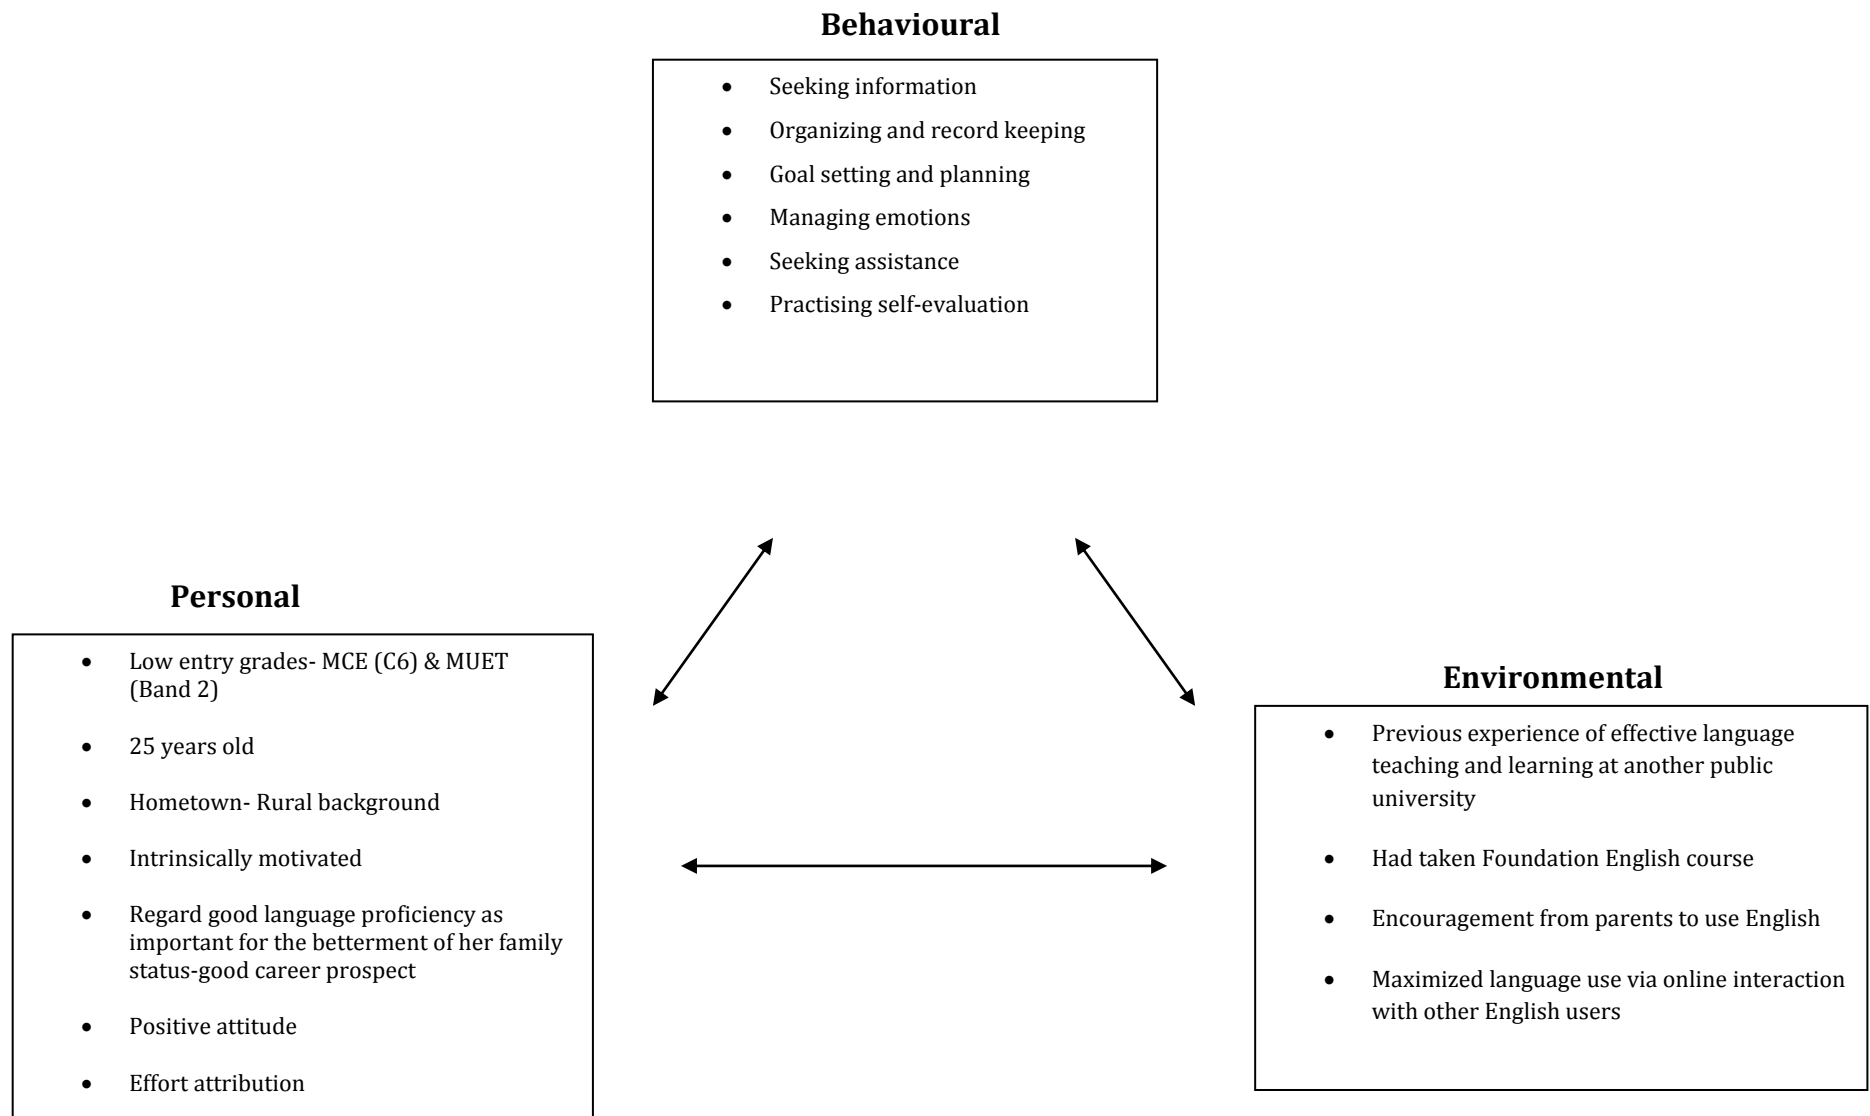 Behavioural
• Seeking information
• Organizing and record keeping
• Goal setting and planning
• Managing emotions
• Seeking assistance
• Practising self-evaluation
Personal
• Low entry grades- MCE (C6) & MUET
(Band 2)
• 25 years old
• Hometown- Rural background
• Intrinsically motivated
• Regard good language proficiency as
important for the betterment of her family
status-good career prospect
• Positive attitude
• Effort attribution
Environmental
• Previous experience of effective language
teaching and learning at another public
university
• Had taken Foundation English course
• Encouragement from parents to use English
• Maximized language use via online interaction
with other English users